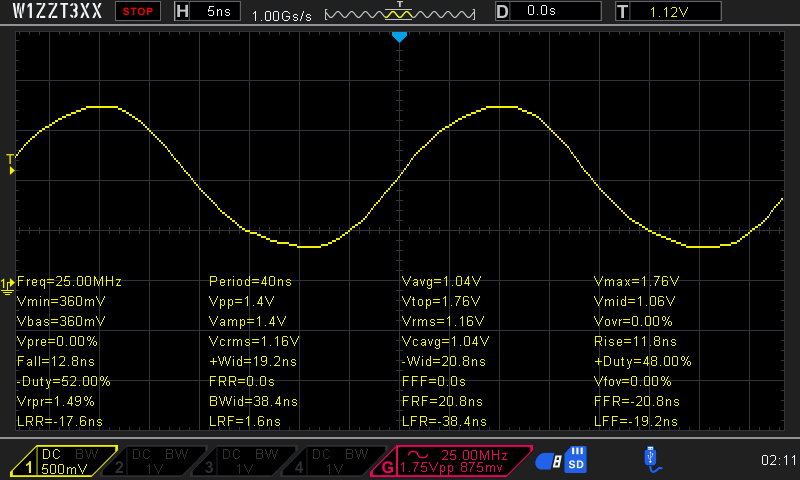 W1ZZT3XX STOP H 5ns 1.00Gs/s T D 0.0s T 1.12V
T
1
Freq=25.00MHz Period=40ns Vavg=1.04V Vmax=1.76V
Vmin=360mV Vpp=1.4V Vtop=1.76V Vmid=1.06V
Vbas=360mV Vamp=1.4V Vrms=1.16V Vovr=0.00%
Vpre=0.00% Vcrms=1.16V Vcavg=1.04V Rise=11.8ns
Fall=12.8ns +Wid=19.2ns -Wid=20.8ns +Duty=48.00%
-Duty=52.00% FRR=0.0s FFF=0.0s Vfov=0.00%
Vrpr=1.49% BWid=38.4ns FRF=20.8ns FFR=-20.8ns
LRR=-17.6ns LRF=1.6ns LFR=-38.4ns LFF=-19.2ns
1 DC BW 2 DC BW 3 DC BW 4 DC BW G 25.00MHz
500mV 1V 1V 1V 1.75Vpp 875mv 8 SD 02:11